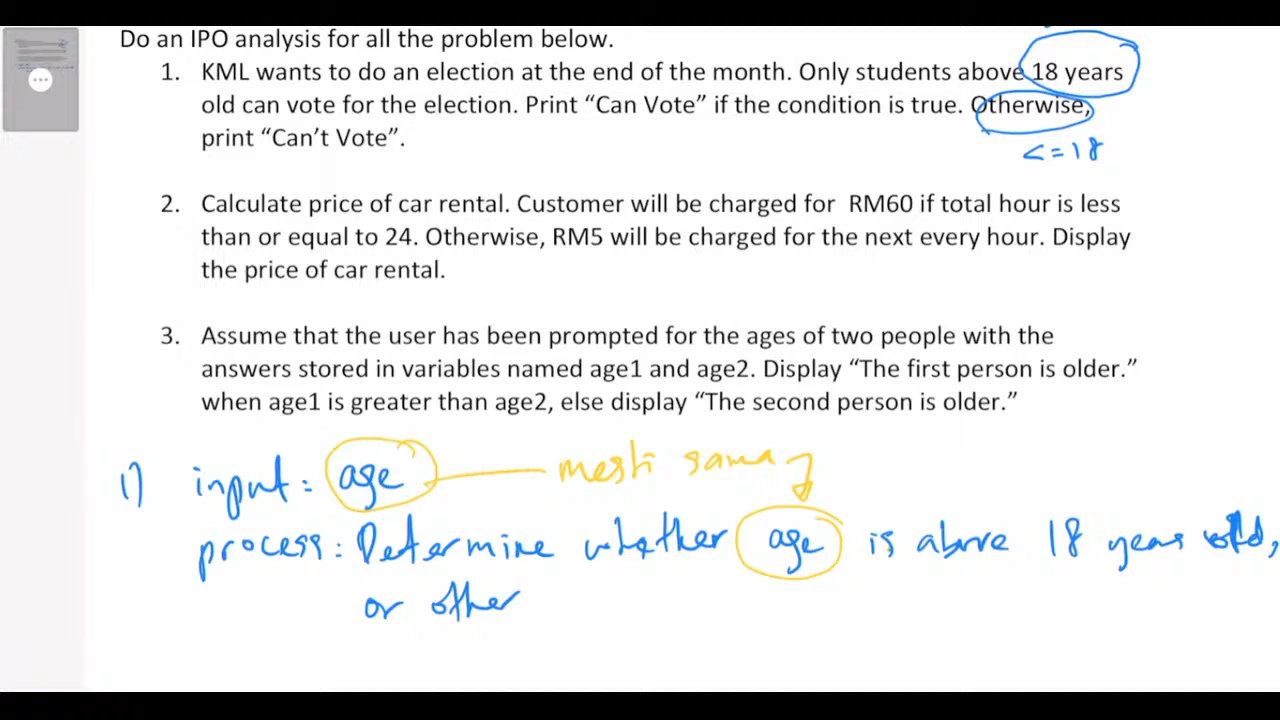 Do an IPO analysis for all the problem below.
1. KML wants to do an election at the end of the month. Only students above 18 years
old can vote for the election. Print “Can Vote” if the condition is true. Otherwise,
print “Can’t Vote”.
<=18
2. Calculate price of car rental. Customer will be charged for RM60 if total hour is less
than or equal to 24. Otherwise, RM5 will be charged for the next every hour. Display
the price of car rental.
3. Assume that the user has been prompted for the ages of two people with the
answers stored in variables named age1 and age2. Display “The first person is older.”
when age1 is greater than age2, else display “The second person is older.”
1) input: age mesti sama
process: Determine whether age is above 18 years old,
or other